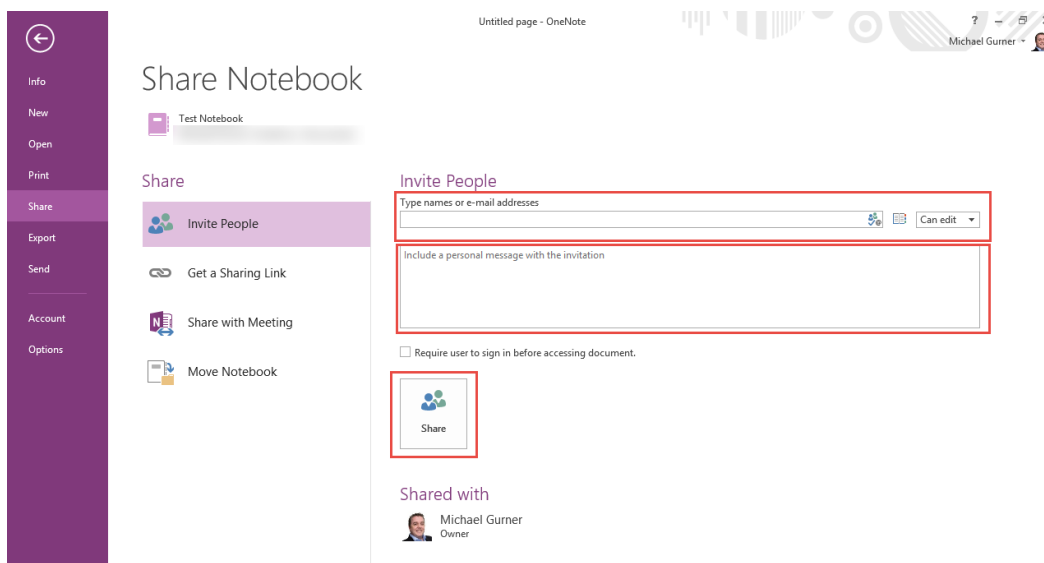 Untitled page - OneNote
?
Michael Gurner
Info
New
Open
Print
Share
Export
Send
Account
Options
Share Notebook
Test Notebook
Share
Invite People
Get a Sharing Link
Share with Meeting
Move Notebook
Invite People
Type names or e-mail addresses
Can edit
Include a personal message with the invitation
Require user to sign in before accessing document.
Share
Shared with
Michael Gurner
Owner